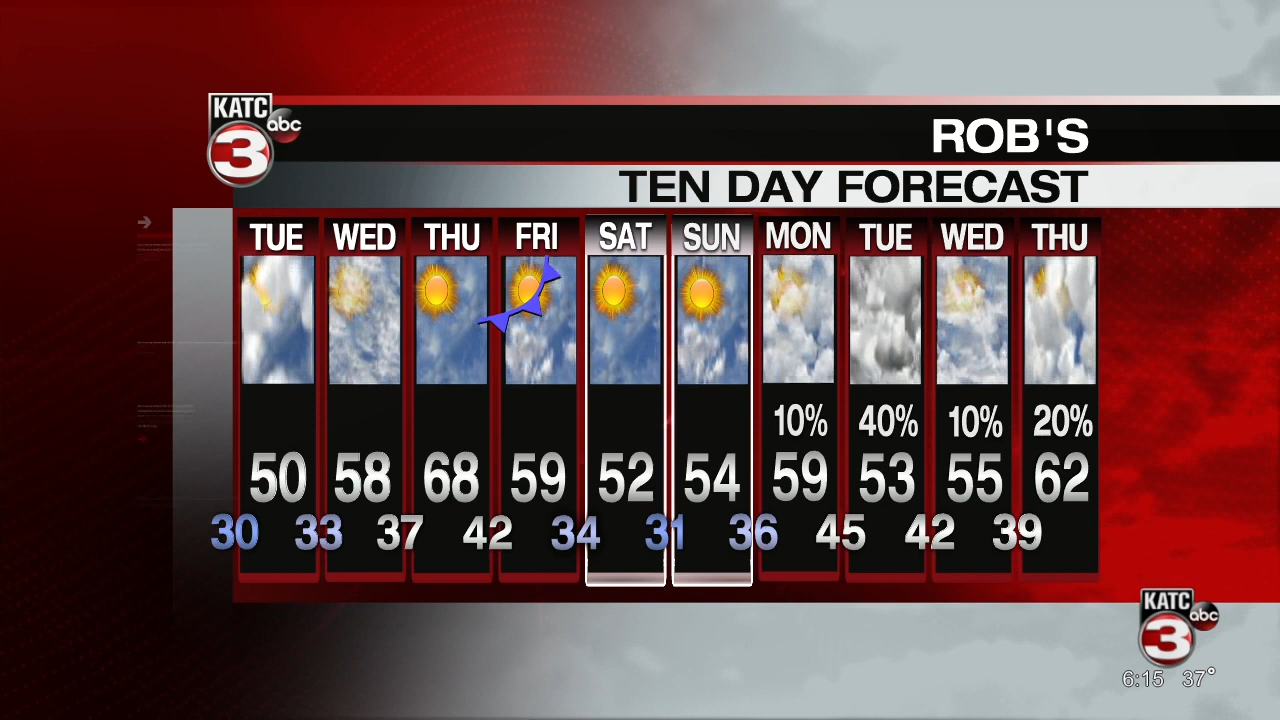 KATC
abc
3
ROB'S
TEN DAY FORECAST
TUE WED THU FRI SAT SUN MON TUE WED THU
10% 40% 10% 20%
50 58 68 59 52 54 59 53 55 62
30 33 37 42 34 31 36 45 42 39
KATC
abc
3
6:15 37°